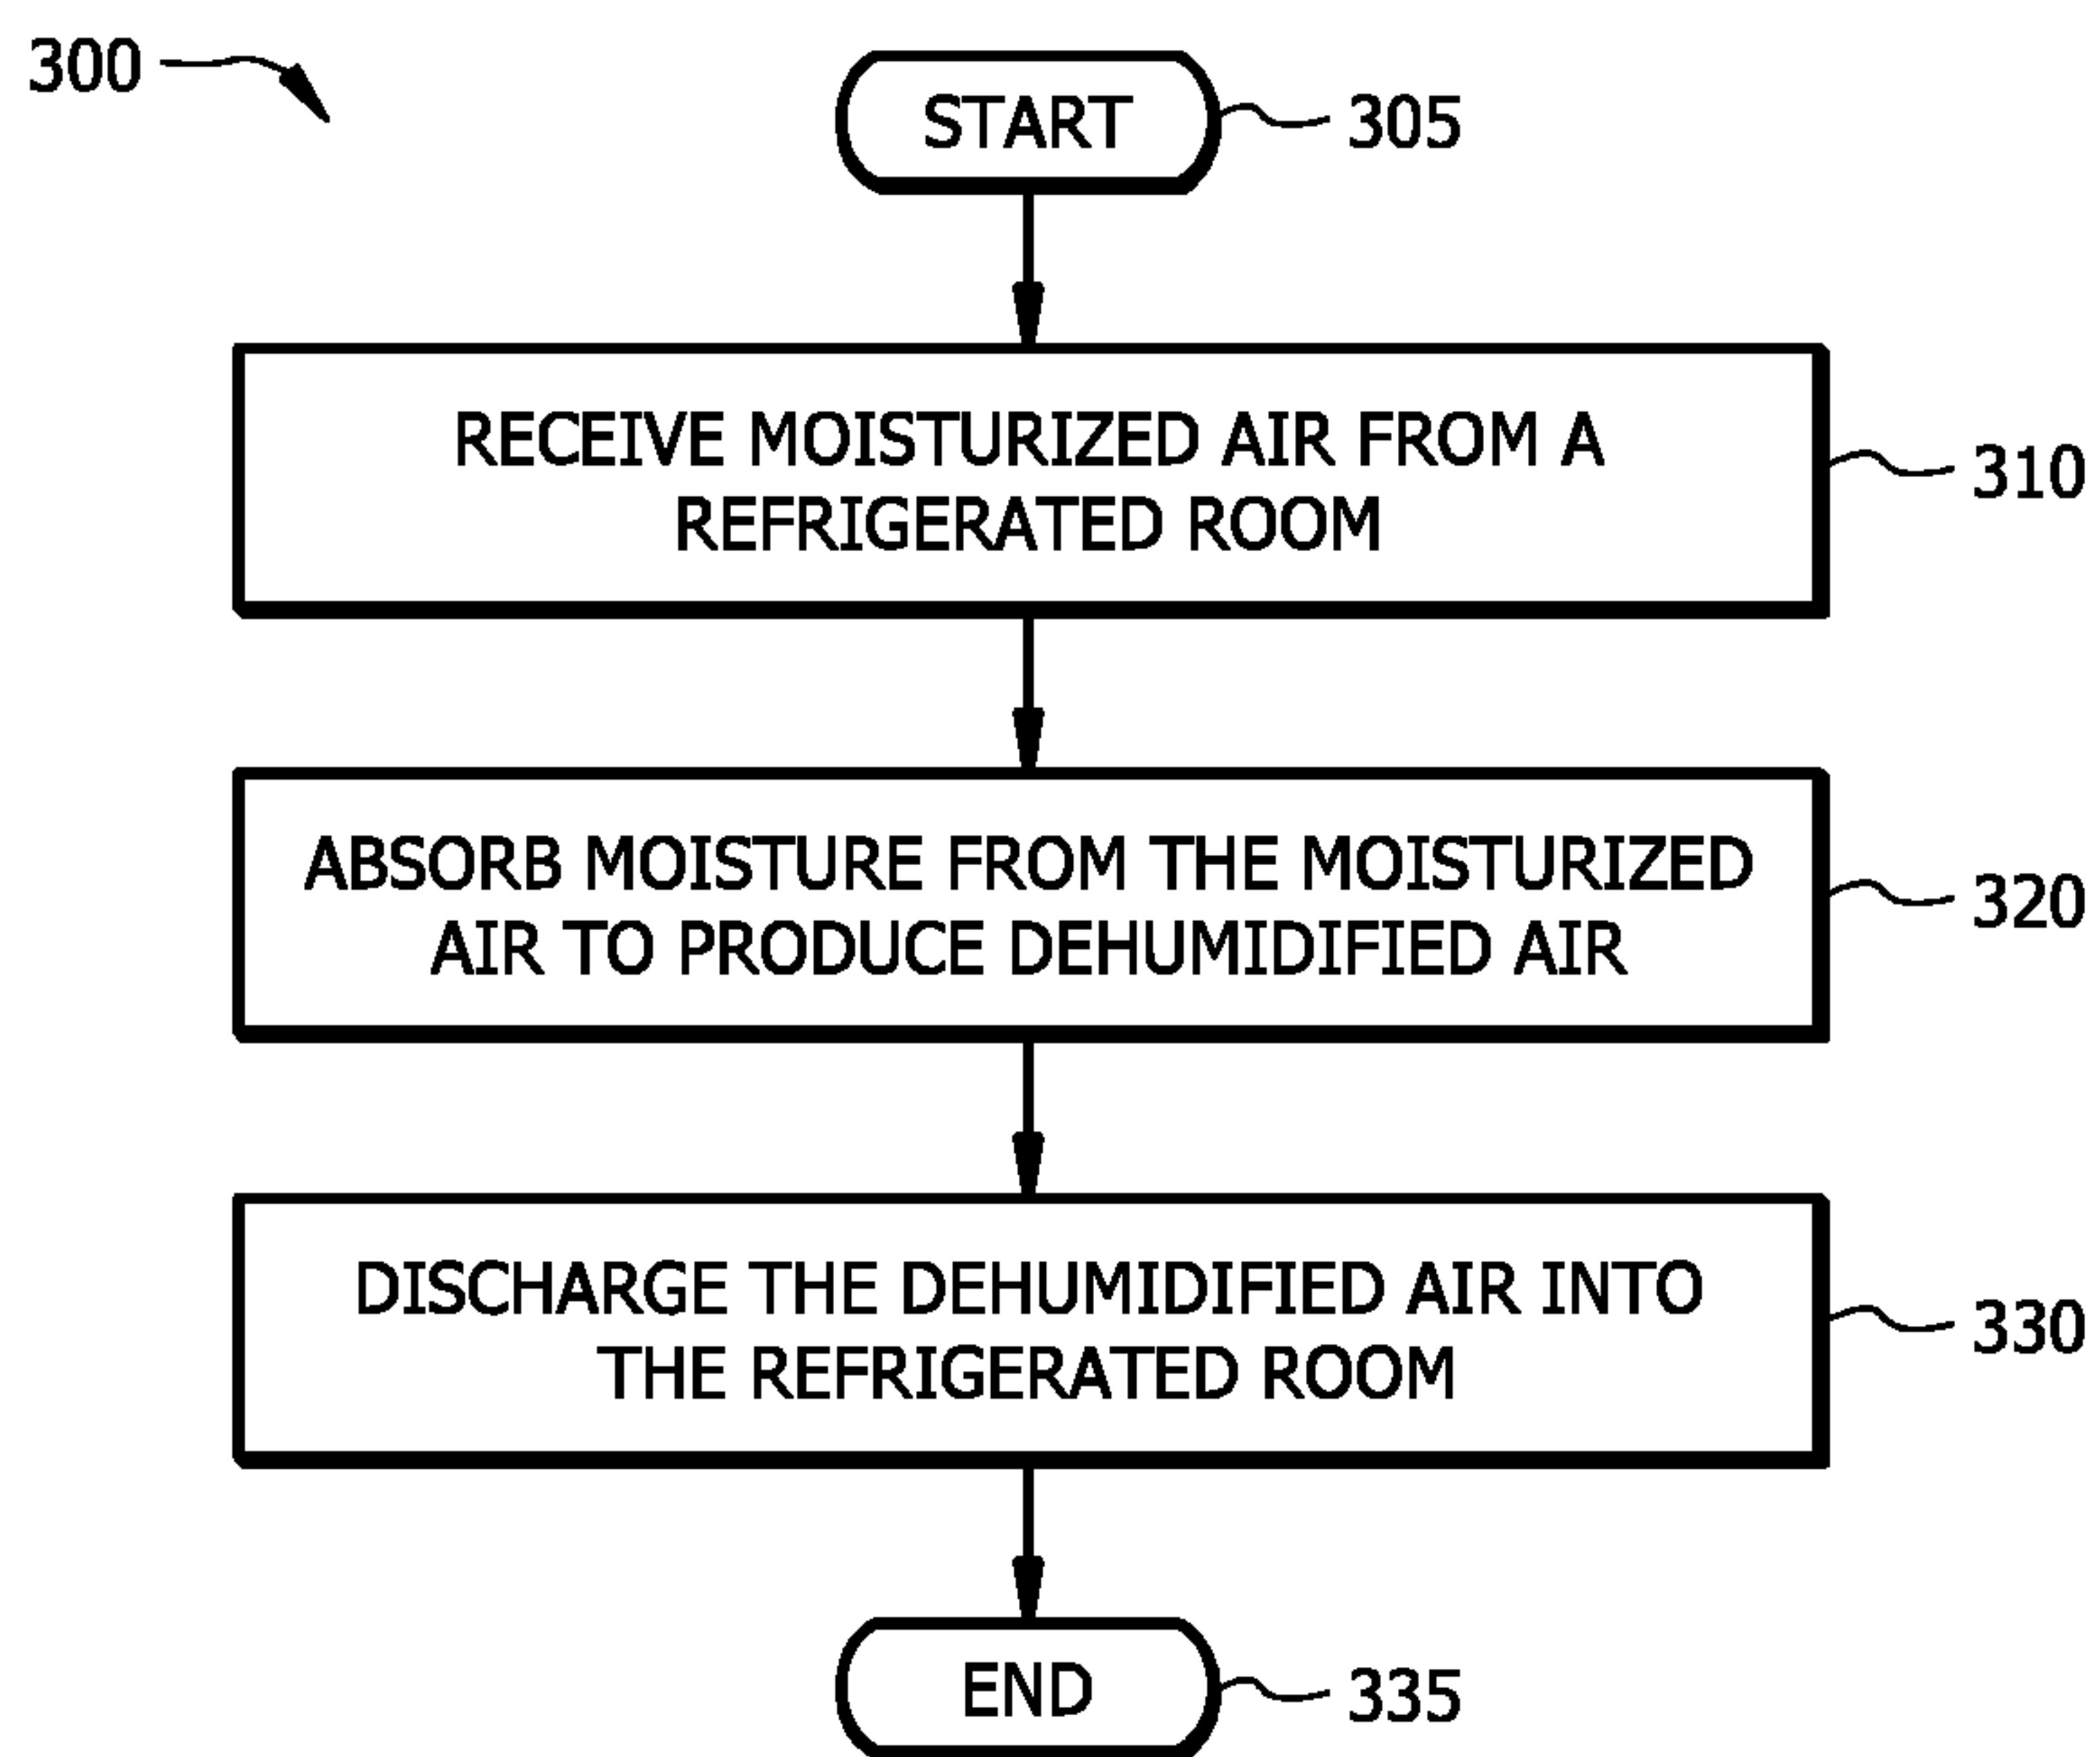 300
START
305
RECEIVE MOISTURIZED AIR FROM A
REFRIGERATED ROOM
310
ABSORB MOISTURE FROM THE MOISTURIZED
AIR TO PRODUCE DEHUMIDIFIED AIR
320
DISCHARGE THE DEHUMIDIFIED AIR INTO
THE REFRIGERATED ROOM
330
END
335